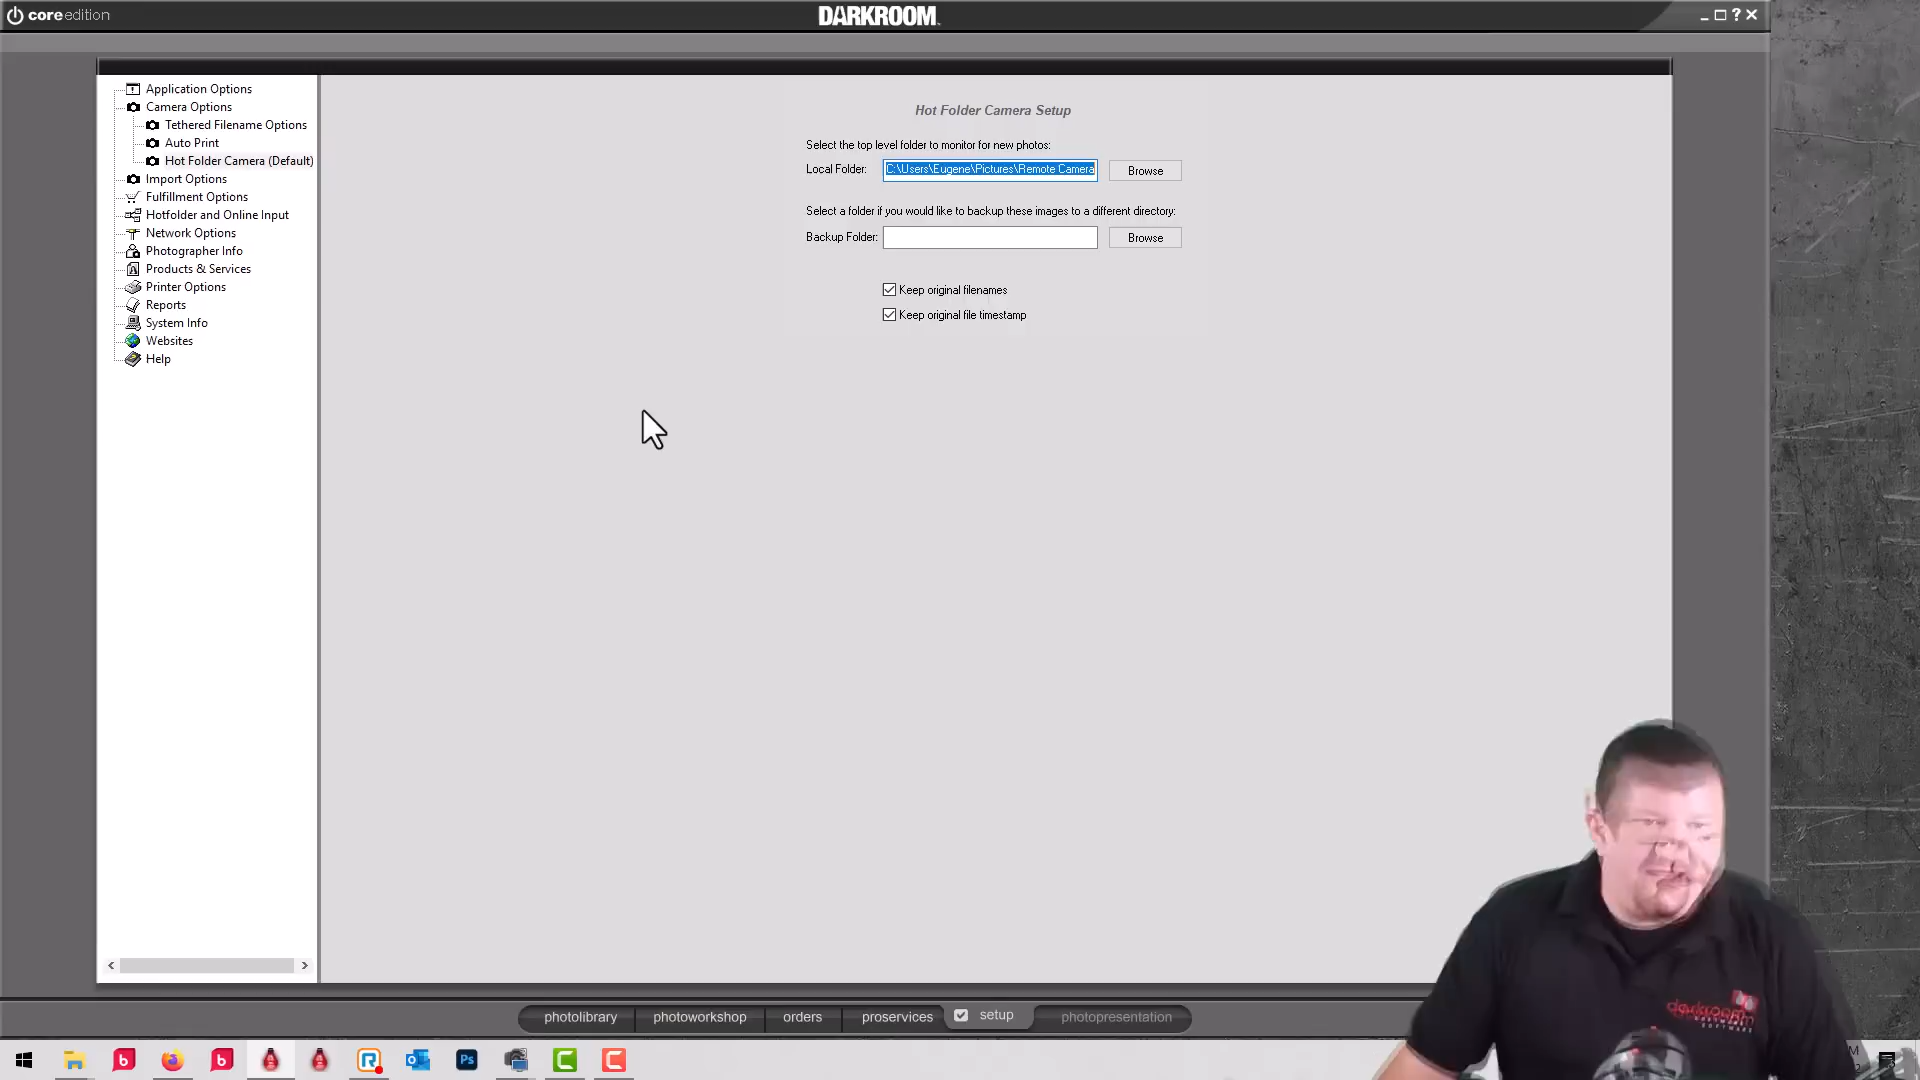 coreedition
DARKROOM
Application Options
Camera Options
Tethered Filename Options
Auto Print
Hot Folder Camera (Default)
Import Options
Fulfillment Options
Hotfolder and Online Input
Network Options
Photographer Info
Products & Services
Printer Options
Reports
System Info
Websites
Help
Hot Folder Camera Setup
Select the top level folder to monitor for new photos:
Local Folder: C:\Users\Eugene\Pictures\Remote Camera Browse
Select a folder if you would like to backup these images to a different directory:
Backup Folder: Browse
Keep original filenames
Keep original file timestamp
darkroom
SOFTWARE
photolibrary photoworkshop orders proservices setup photopresentation